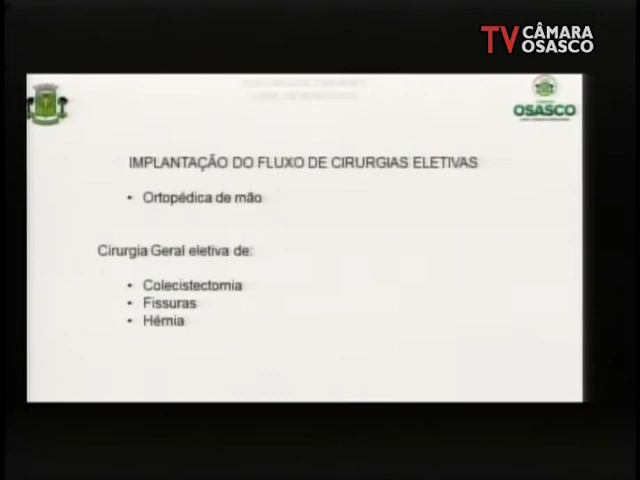 TV CÂMARA
OSASCO
OSASCO
IMPLANTAÇÃO DO FLUXO DE CIRURGIAS ELETIVAS
• Ortopédica de mão
Cirurgia Geral eletiva de:
• Colecistectomia
• Fissuras
• Hérnia